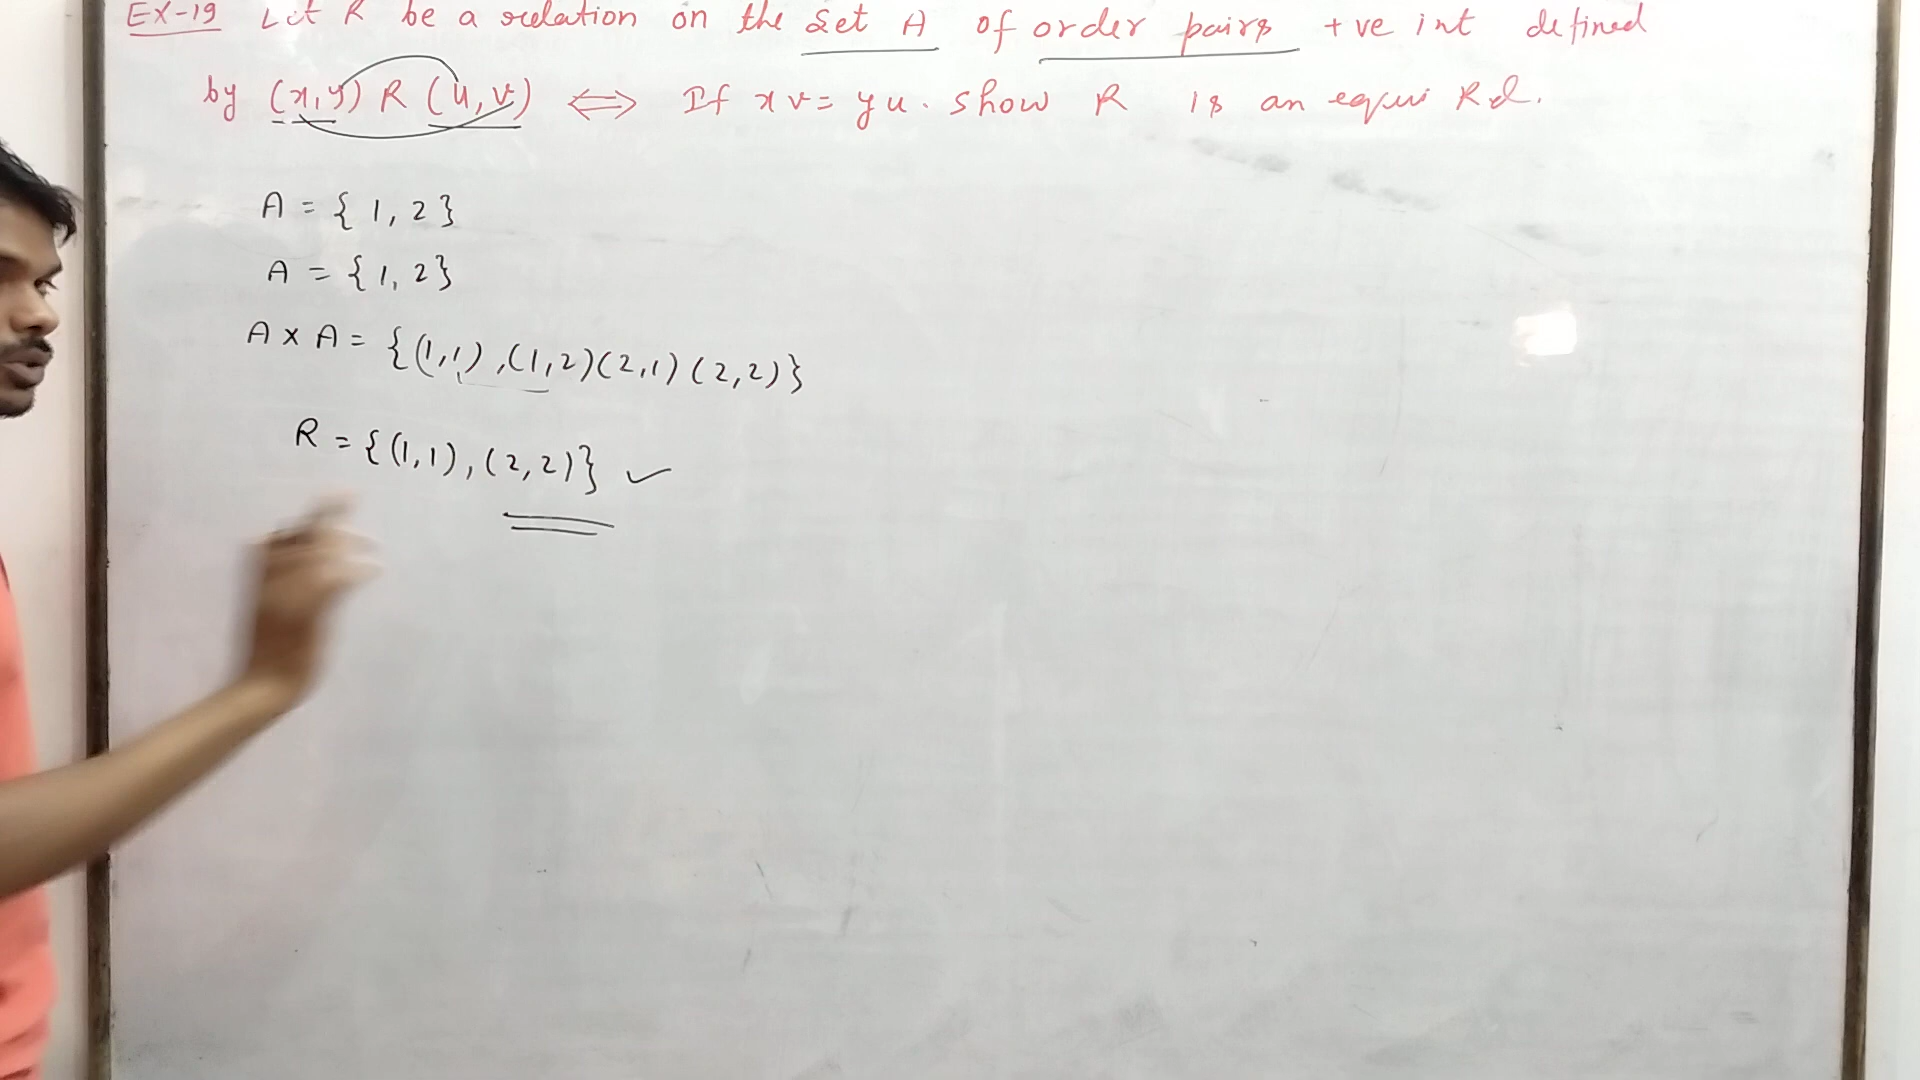 EX-19 Let R be a relation on the set A of order pairs +ve int defined
by (x,y) R (u,v) ⟺ If xv = yu. show R is an equi Rel.
A = { 1, 2 }
A = { 1, 2 }
A × A = {(1,1) ,(1,2)(2,1) (2,2)}
R = {(1,1), (2,2)} ✓